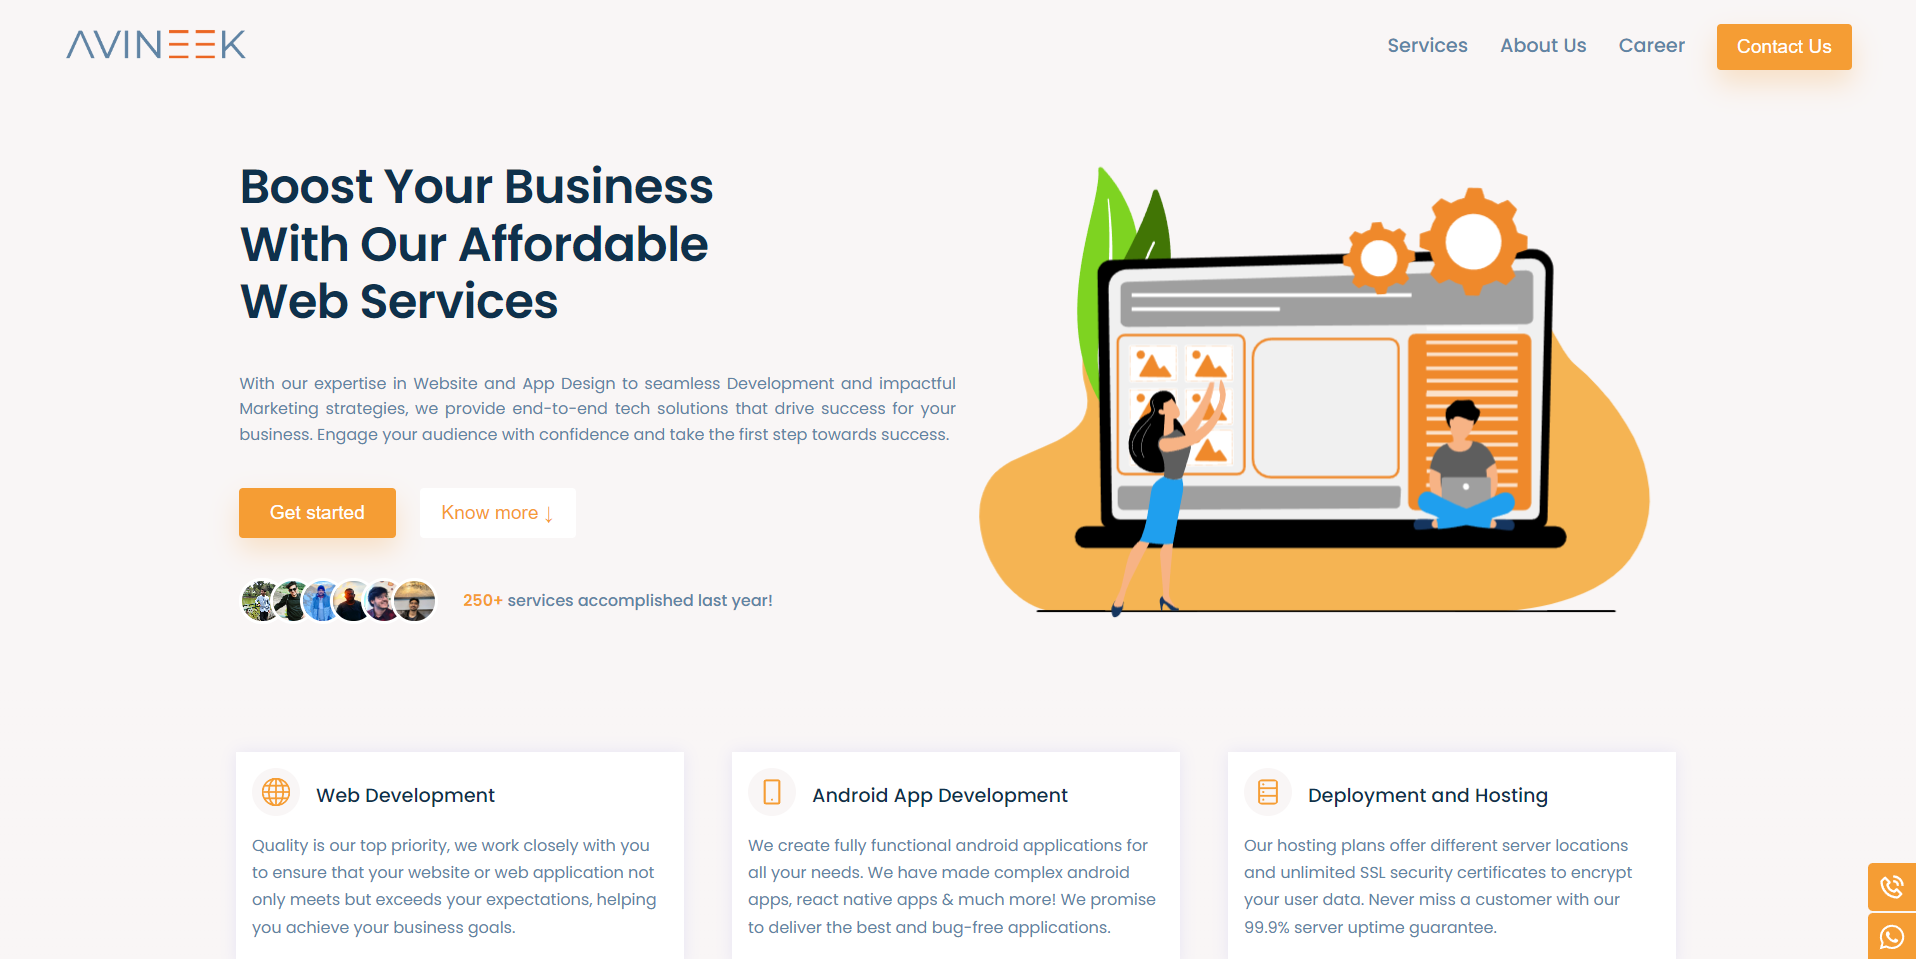 AVINEEK
Services
About Us
Career
Contact Us
Boost Your Business
With Our Affordable
Web Services
With our expertise in Website and App Design to seamless Development and impactful
Marketing strategies, we provide end-to-end tech solutions that drive success for your
business. Engage your audience with confidence and take the first step towards success.
Get started
Know more ↓
250+ services accomplished last year!
Web Development
Quality is our top priority, we work closely with you
to ensure that your website or web application not
only meets but exceeds your expectations, helping
you achieve your business goals.
Android App Development
We create fully functional android applications for
all your needs. We have made complex android
apps, react native apps & much more! We promise
to deliver the best and bug-free applications.
Deployment and Hosting
Our hosting plans offer different server locations
and unlimited SSL security certificates to encrypt
your user data. Never miss a customer with our
99.9% server uptime guarantee.